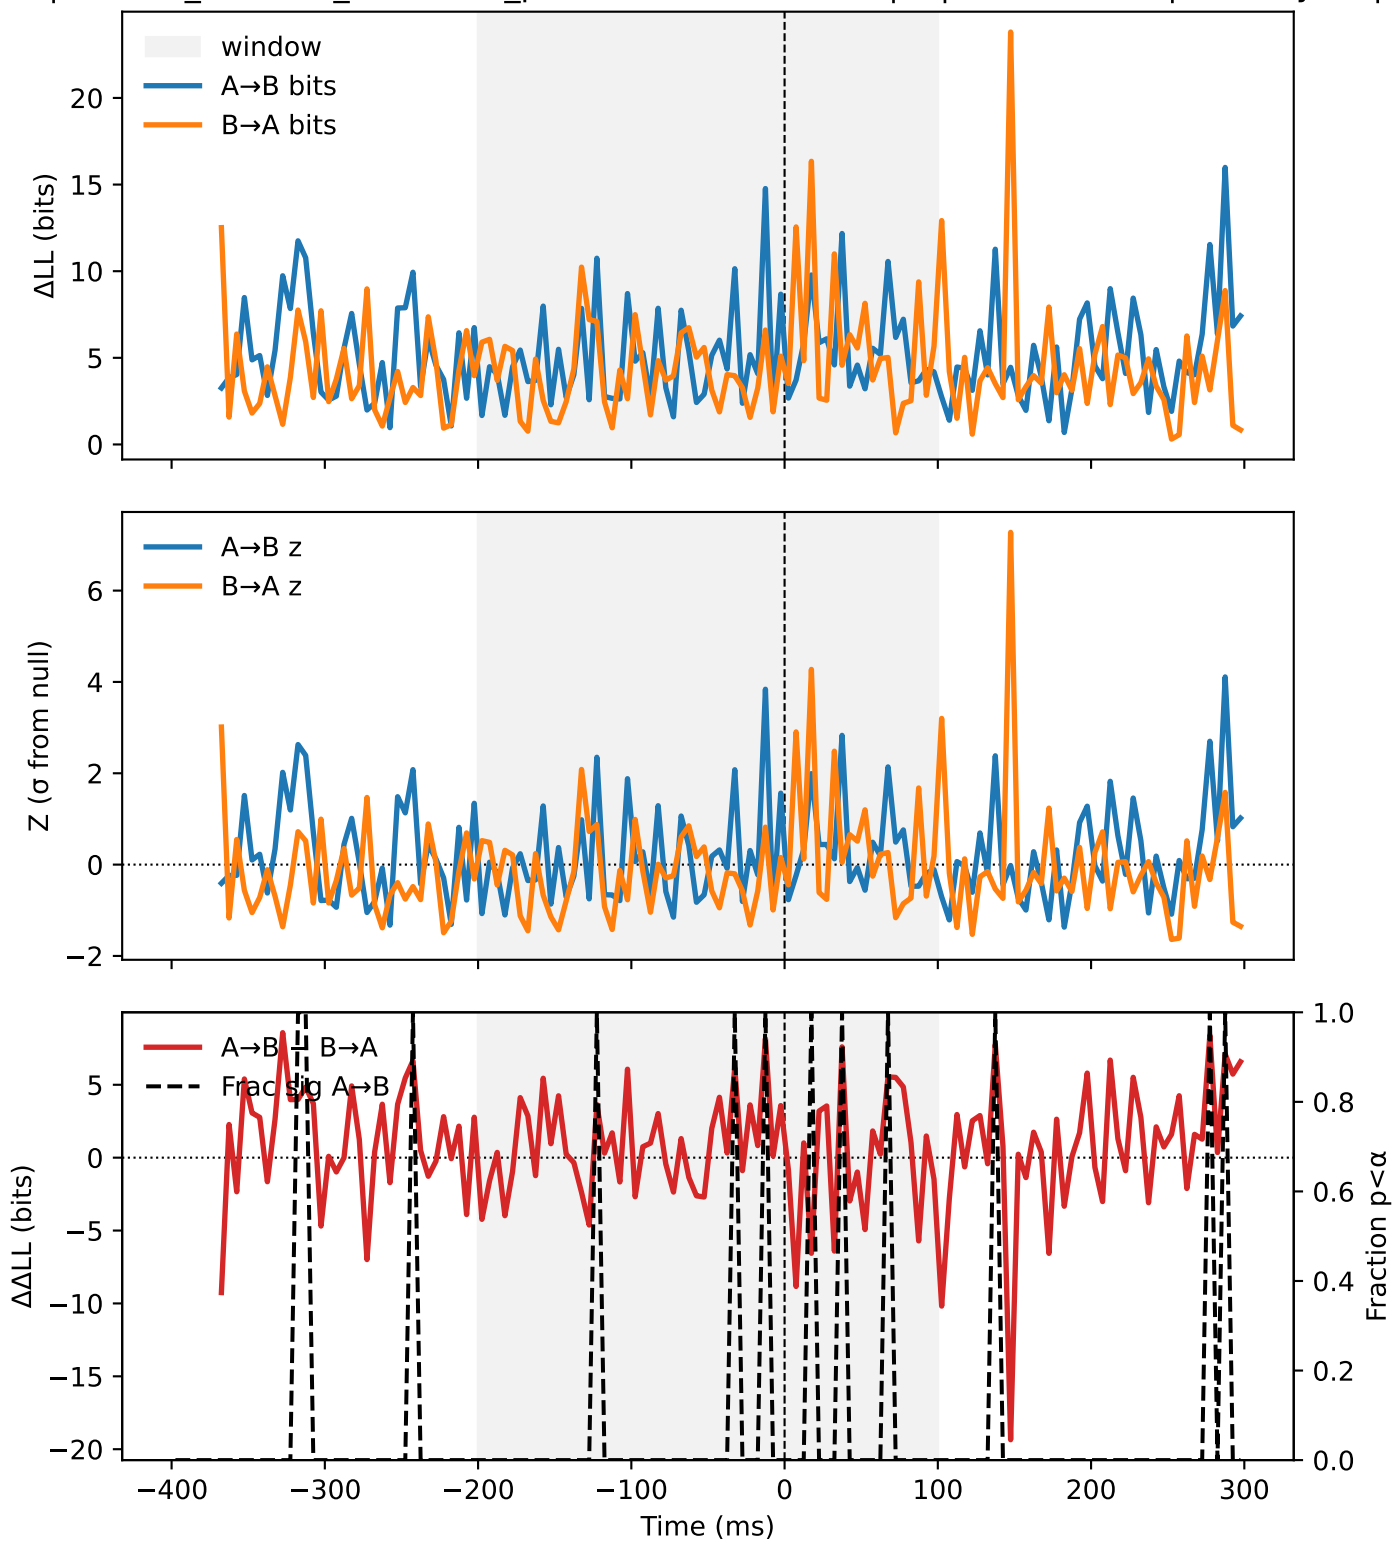 window
A→B bits
B→A bits
ΔLL (bits)
20
15
10
5
0
A→B z
B→A z
Z (σ from null)
6
4
2
0
−2
A→B − B→A
Frac sig A→B
ΔΔLL (bits)
5
0
−5
−10
−15
−20
1.0
0.8
0.6
0.4
0.2
0.0
Fraction p<α
−400 −300 −200 −100 0 100 200 300
Time (ms)